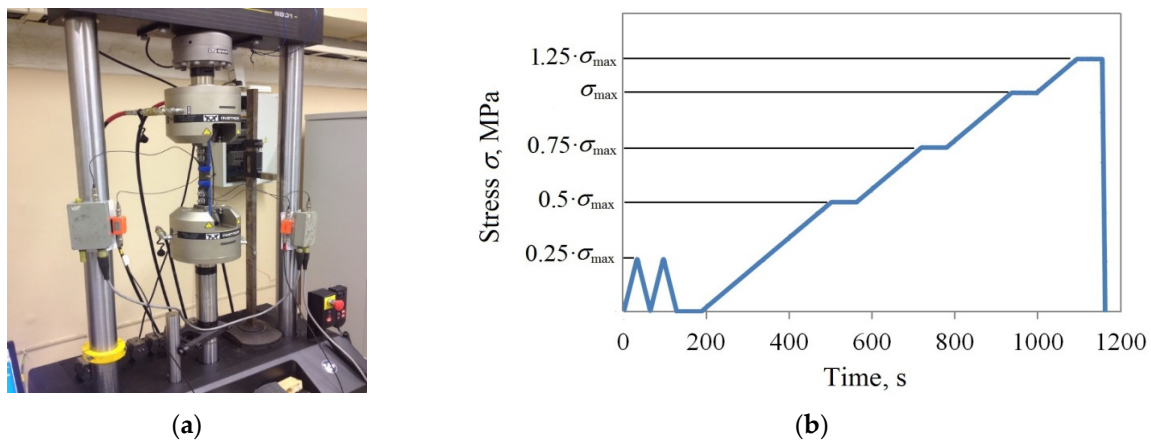 1.25·σmax
σmax
0.75·σmax
0.5·σmax
0.25·σmax
Stress σ, MPa
0 200 400 600 800 1000 1200
Time, s
(a)
(b)